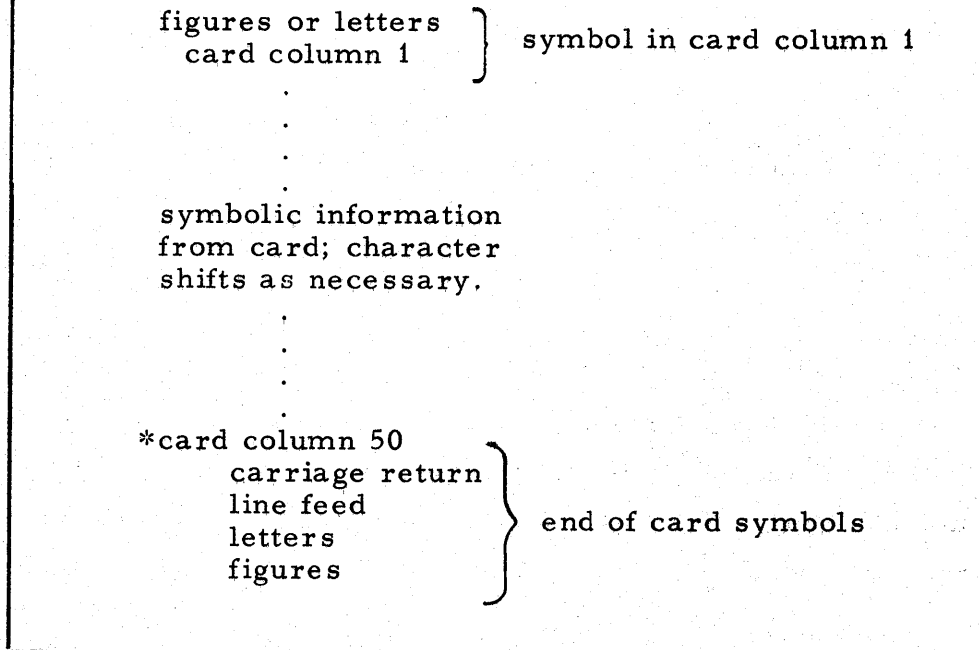 figures or letters
card column 1
symbol in card column 1
.
.
.
.
symbolic information
from card; character
shifts as necessary.
.
.
.
.
*card column 50
carriage return
line feed
letters
figures
end of card symbols